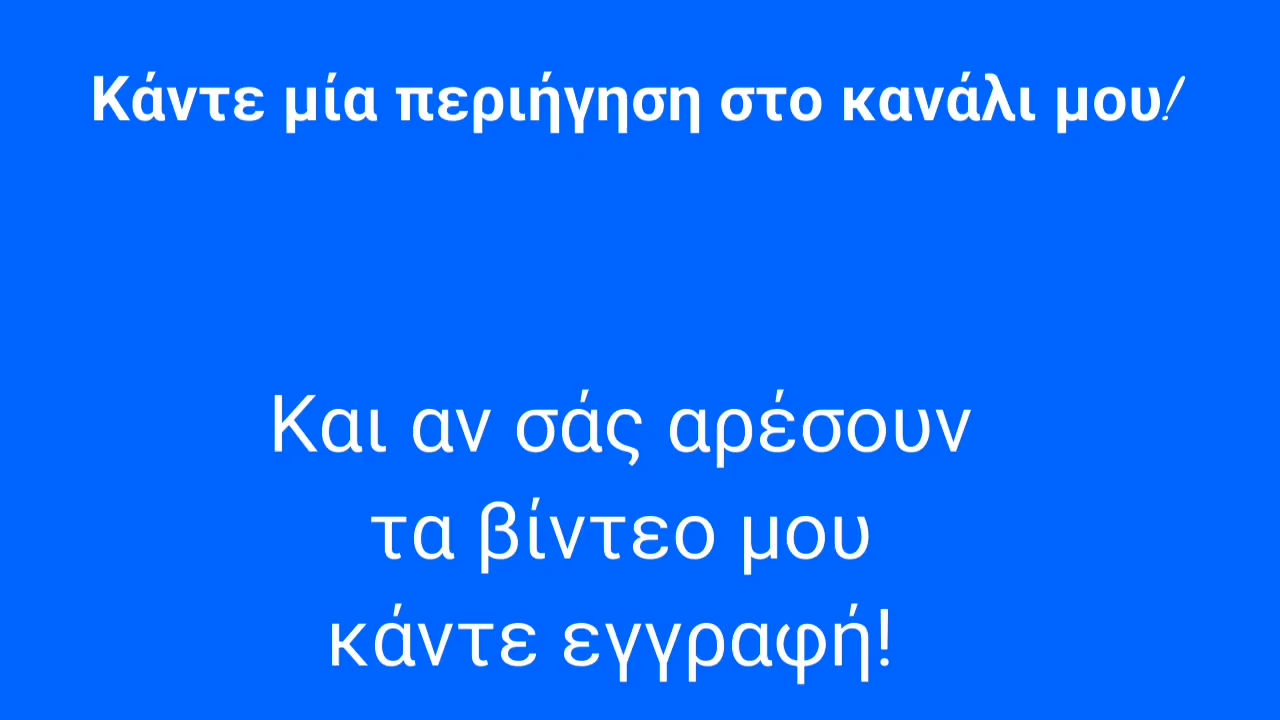 Κάντε μία περιήγηση στο κανάλι μου!
Και αν σάς αρέσουν
τα βίντεο μου
κάντε εγγραφή!